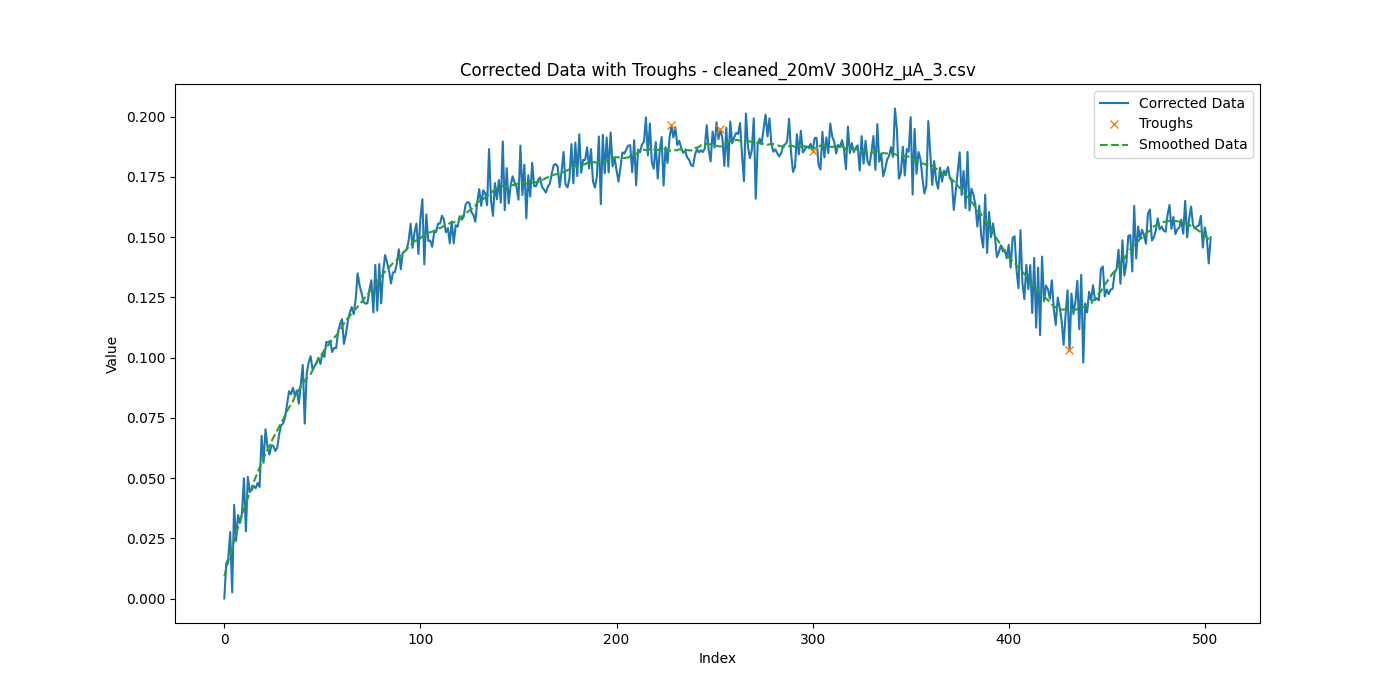 Corrected Data with Troughs - cleaned_20mV 300Hz_μA_3.csv
Corrected Data
Troughs
Smoothed Data
Value
0.200
0.175
0.150
0.125
0.100
0.075
0.050
0.025
0.000
0 100 200 300 400 500
Index